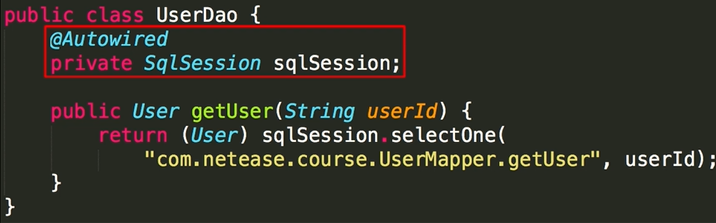 public class UserDao {
@Autowired
private SqlSession sqlSession;
public User getUser(String userId) {
return (User) sqlSession.selectOne(
"com.netease.course.UserMapper.getUser", userId);
}
}